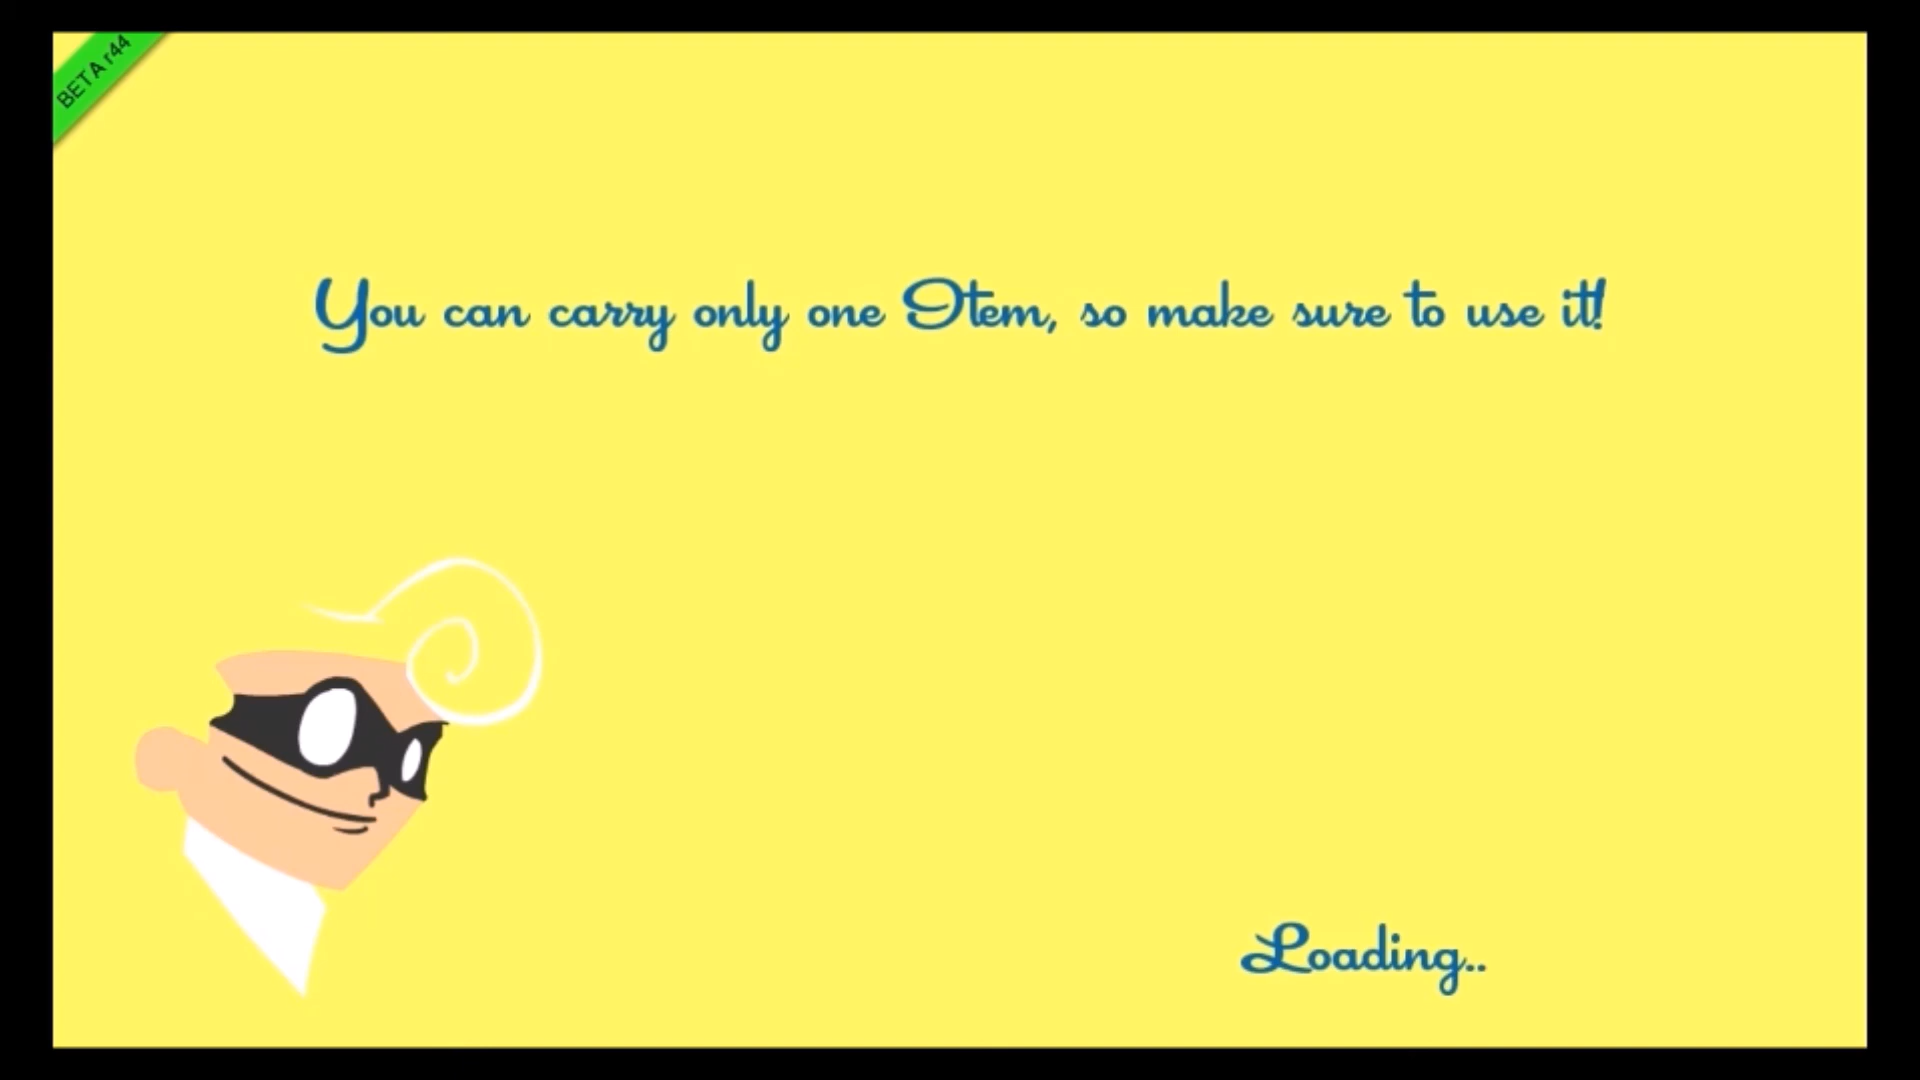 BETA r44
You can carry only one Item, so make sure to use it!
Loading..